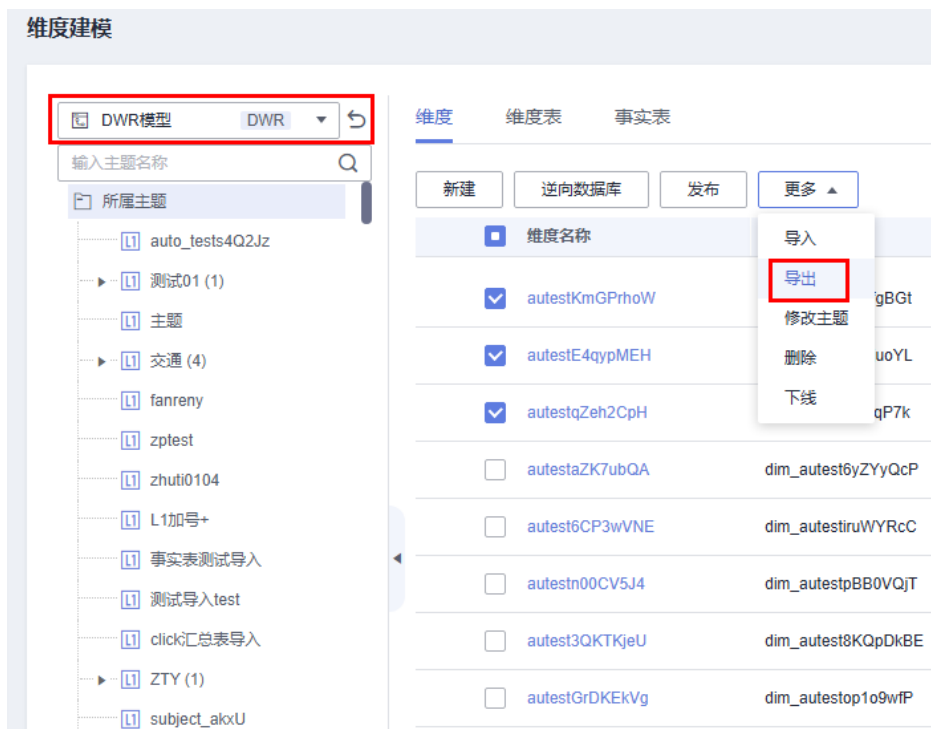 维度建模
DWR模型 DWR
输入主题名称
所属主题
auto_tests4Q2Jz
测试01 (1)
主题
交通 (4)
fanreny
zptest
zhuti0104
L1加号+
事实表测试导入
测试导入test
click汇总表导入
ZTY (1)
subject_akxU
维度 维度表 事实表
新建 逆向数据库 发布 更多
维度名称
导入
导出
修改主题
删除
下线
autestKmGPrhoW gBGt
autestE4qypMEH uoYL
autestqZeh2CpH qP7k
autestaZK7ubQA dim_autest6yZYyQcP
autest6CP3wVNE dim_autestiruWYRcC
autestn00CV5J4 dim_autestpBB0VQjT
autest3QKTKjeU dim_autest8KQpDkBE
autestGrDKEkVg dim_autestop1o9wfP